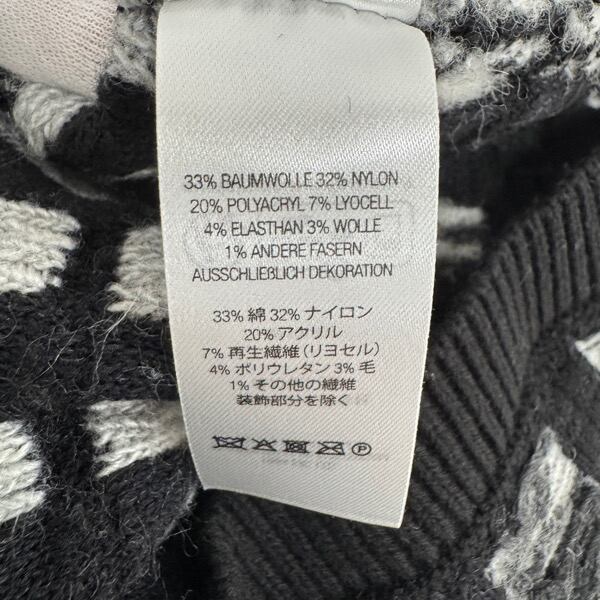 33% BAUMWOLLE 32% NYLON
20% POLYACRYL 7% LYOCELL
4% ELASTHAN 3% WOLLE
1% ANDERE FASERN
AUSSCHLIEßLICH DEKORATION
33% 綿 32% ナイロン
20% アクリル
7% 再生繊維 (リヨセル)
4% ポリウレタン 3% 毛
1% その他の繊維
装飾部分を除く
P